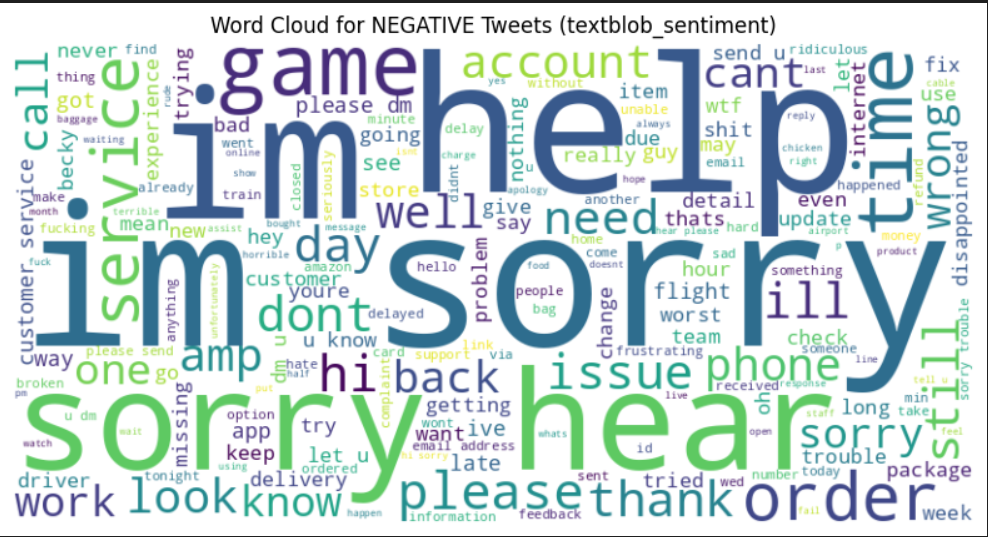 Word Cloud for NEGATIVE Tweets (textblob_sentiment)
call
never
find
thing
got
baggage
rude
waiting
becky
service
experience
trying
game
im
help
account
yes
without
send u
ridiculous
cant
last
let
internet
time
fix
use
cable
wrong
please dm
minute
bad
going
went
online
delay
see
really
guy
item
unable
always
due
wtf
shit
may
email
reply
chicken
right
nothing
u
apology
hope
happened
refund
disappointed
already
show
train
closed
seriously
isnt
store
charge
didnt
another
detail
even
make
month
terrible
mean
new
assist
bought
message
well
give
say
need
thats
hard
update
airport
p
money
product
customer service
fucking
fuck
hey
horrible
day
hear please
home
im sorry
anything
unfortunately
amazon
customer
youre
hello
problem
food
people
bag
come
doesnt
change
sad
hour
flight
worst
team
something
ill
dont
delayed
u know
frustrating
check
someone
line
sorry trouble
way
please send
one
go
amp
dm u
hate
half
hi
card
support
link
via
back
issue
phone
received
response
live
oh
still
broken
pm
put
complaint
getting
min
take
long
tell u
feel
sorry hear
u dm
watch
wait
missing
option
app
keep
try
wont
want
ive
hi sorry
email address
whats
id
open
staff
sorry
trouble
driver
tonight
using
let u
ordered
delivery
late
sent
tried
wed
number
today
package
work
look
know
happen
please
information
feedback
thank
fail
order
week